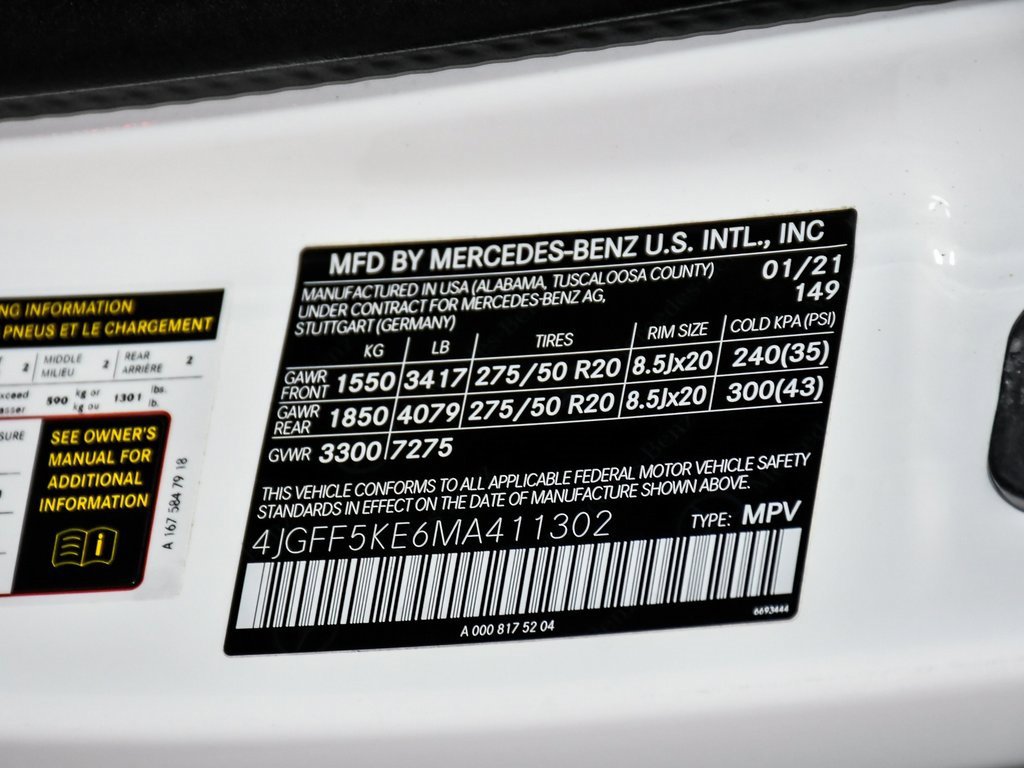 NG INFORMATION
PNEUS ET LE CHARGEMENT
2 MIDDLE MILIEU 2 REAR ARRIÈRE 2
590 kg or kg ou 1301 lbs. lb.
SEE OWNER'S
MANUAL FOR
ADDITIONAL
INFORMATION
A 167 584 79 18
MFD BY MERCEDES-BENZ U.S. INTL., INC
MANUFACTURED IN USA (ALABAMA, TUSCALOOSA COUNTY) 01/21
UNDER CONTRACT FOR MERCEDES-BENZ AG, 149
STUTTGART (GERMANY)
KG LB TIRES RIM SIZE COLD KPA (PSI)
GAWR FRONT 1550 3417 275/50 R20 8.5Jx20 240(35)
GAWR REAR 1850 4079 275/50 R20 8.5Jx20 300(43)
GVWR 3300 7275
THIS VEHICLE CONFORMS TO ALL APPLICABLE FEDERAL MOTOR VEHICLE SAFETY
STANDARDS IN EFFECT ON THE DATE OF MANUFACTURE SHOWN ABOVE.
4JGFF5KE6MA411302 TYPE: MPV
6693444
A 000 817 52 04